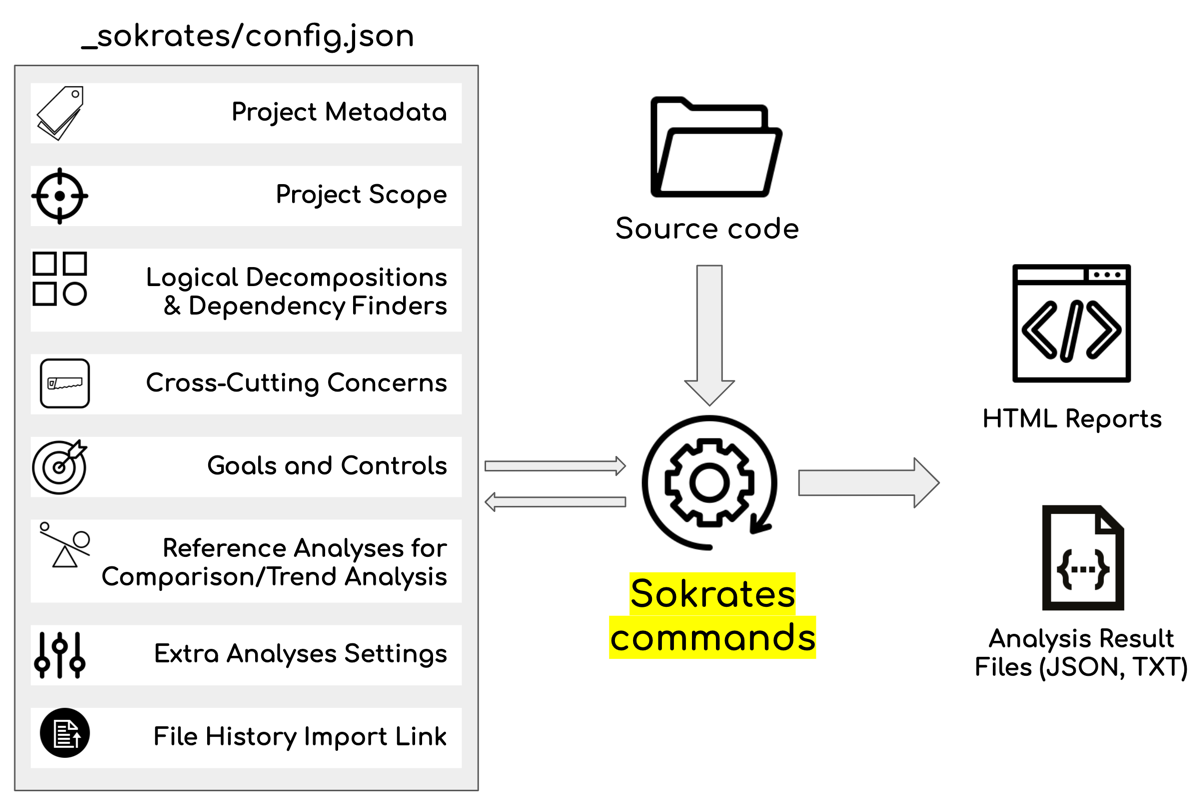 _sokrates/config.json
Project Metadata
Project Scope
Logical Decompositions
& Dependency Finders
Cross-Cutting Concerns
Goals and Controls
Reference Analyses for
Comparison/Trend Analysis
Extra Analyses Settings
File History Import Link
Source code
Sokrates
commands
</>
HTML Reports
{...}
Analysis Result
Files (JSON, TXT)